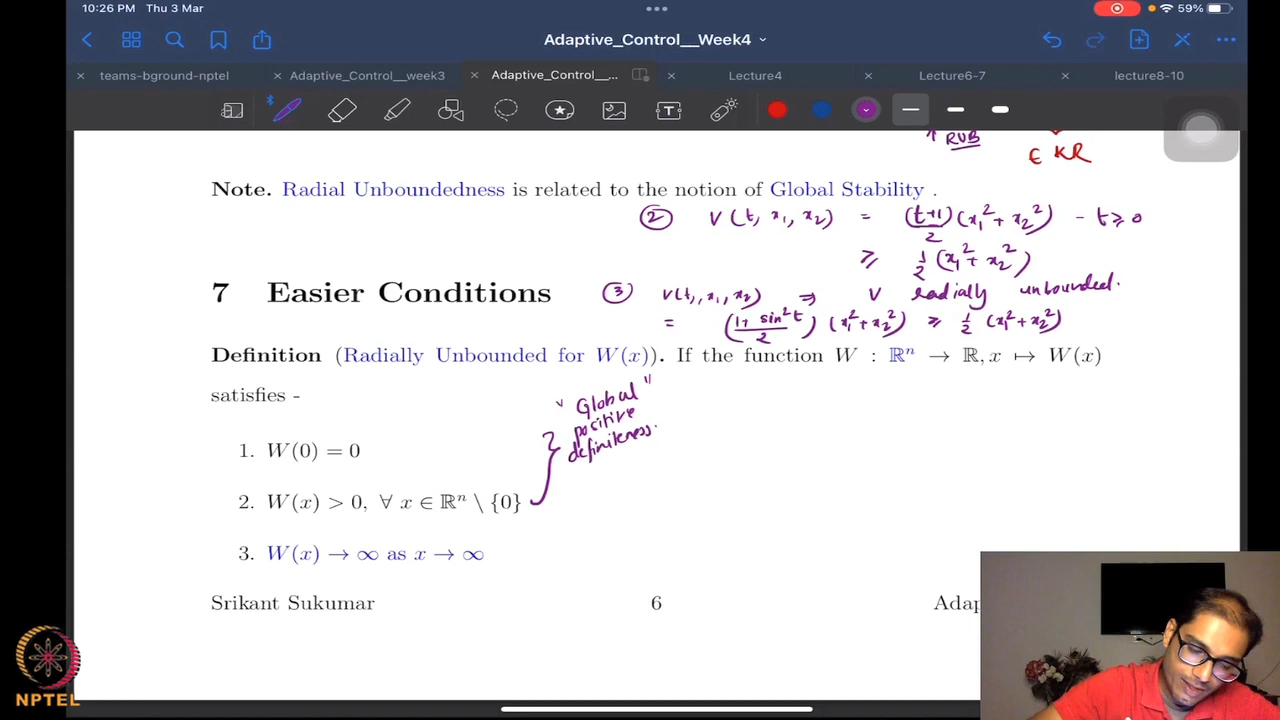 10:26 PM Thu 3 Mar
59%
Adaptive_Control__Week4
teams-bground-nptel
Adaptive_Control__week3
Adaptive_Control__...
Lecture4
Lecture6-7
lecture8-10
RUB
∈ KR
Note. Radial Unboundedness is related to the notion of Global Stability .
② V(t, x₁, x₂) = (t+1)/2 (x₁² + x₂²) - t ≥ 0
≥ 1/2 (x₁² + x₂²)
⇒ V radially unbounded.
7 Easier Conditions
③ V(t, x₁, x₂)
= (1+ sin²t / 2) (x₁² + x₂²) ≥ 1/2 (x₁² + x₂²)
Definition (Radially Unbounded for W(x)). If the function W : ℝⁿ → ℝ, x ↦ W(x)
satisfies -
"Global"
positive
definiteness.
1. W(0) = 0
2. W(x) > 0, ∀ x ∈ ℝⁿ \ {0}
3. W(x) → ∞ as x → ∞
Srikant Sukumar
6
Adap
NPTEL